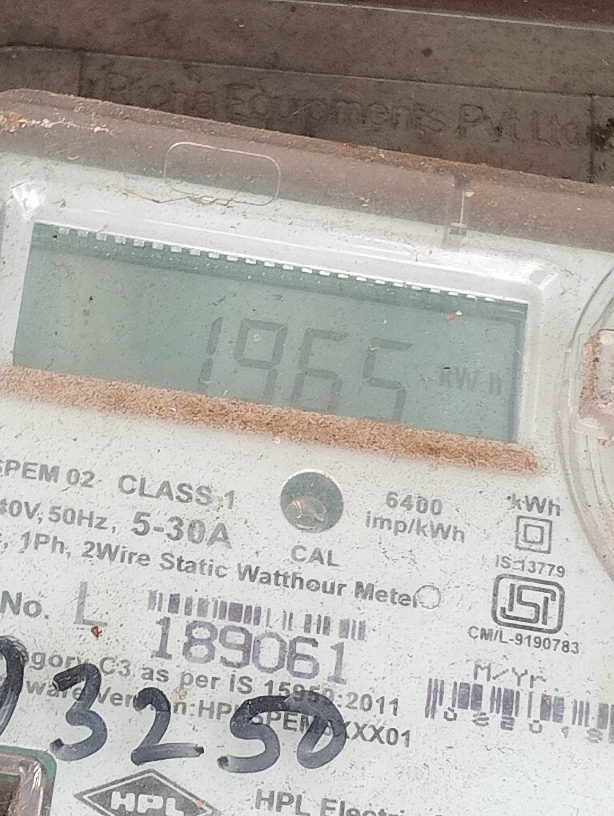 Equipments Pvt.Ltd
1965 kWh
SPEM 02 CLASS 1
6400
imp/kWh
kWh
40V, 50Hz, 5-30A
CAL
1Ph, 2Wire Static Watthour Meter
IS:13779
ISI
CM/L-9190783
No. L
189061
C3 as per IS 15959:2011
M/Yr
3250
HPL
HPL